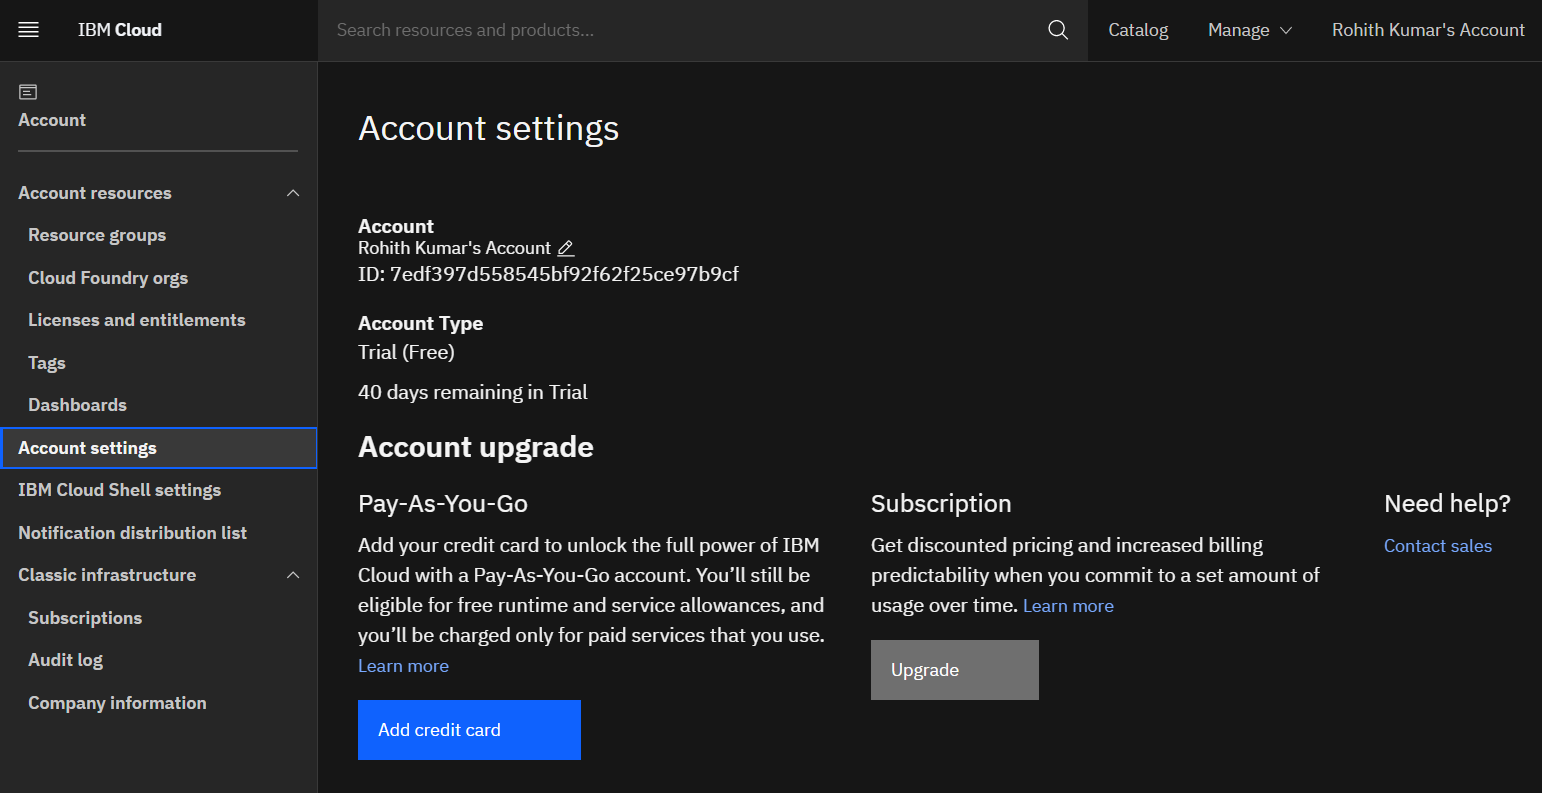 IBM Cloud
Search resources and products...
Catalog
Manage
Rohith Kumar's Account
Account
Account resources
Resource groups
Cloud Foundry orgs
Licenses and entitlements
Tags
Dashboards
Account settings
IBM Cloud Shell settings
Notification distribution list
Classic infrastructure
Subscriptions
Audit log
Company information
Account settings
Account
Rohith Kumar's Account
ID: 7edf397d558545bf92f62f25ce97b9cf
Account Type
Trial (Free)
40 days remaining in Trial
Account upgrade
Pay-As-You-Go
Add your credit card to unlock the full power of IBM
Cloud with a Pay-As-You-Go account. You’ll still be
eligible for free runtime and service allowances, and
you’ll be charged only for paid services that you use.
Learn more
Add credit card
Subscription
Get discounted pricing and increased billing
predictability when you commit to a set amount of
usage over time. Learn more
Upgrade
Need help?
Contact sales